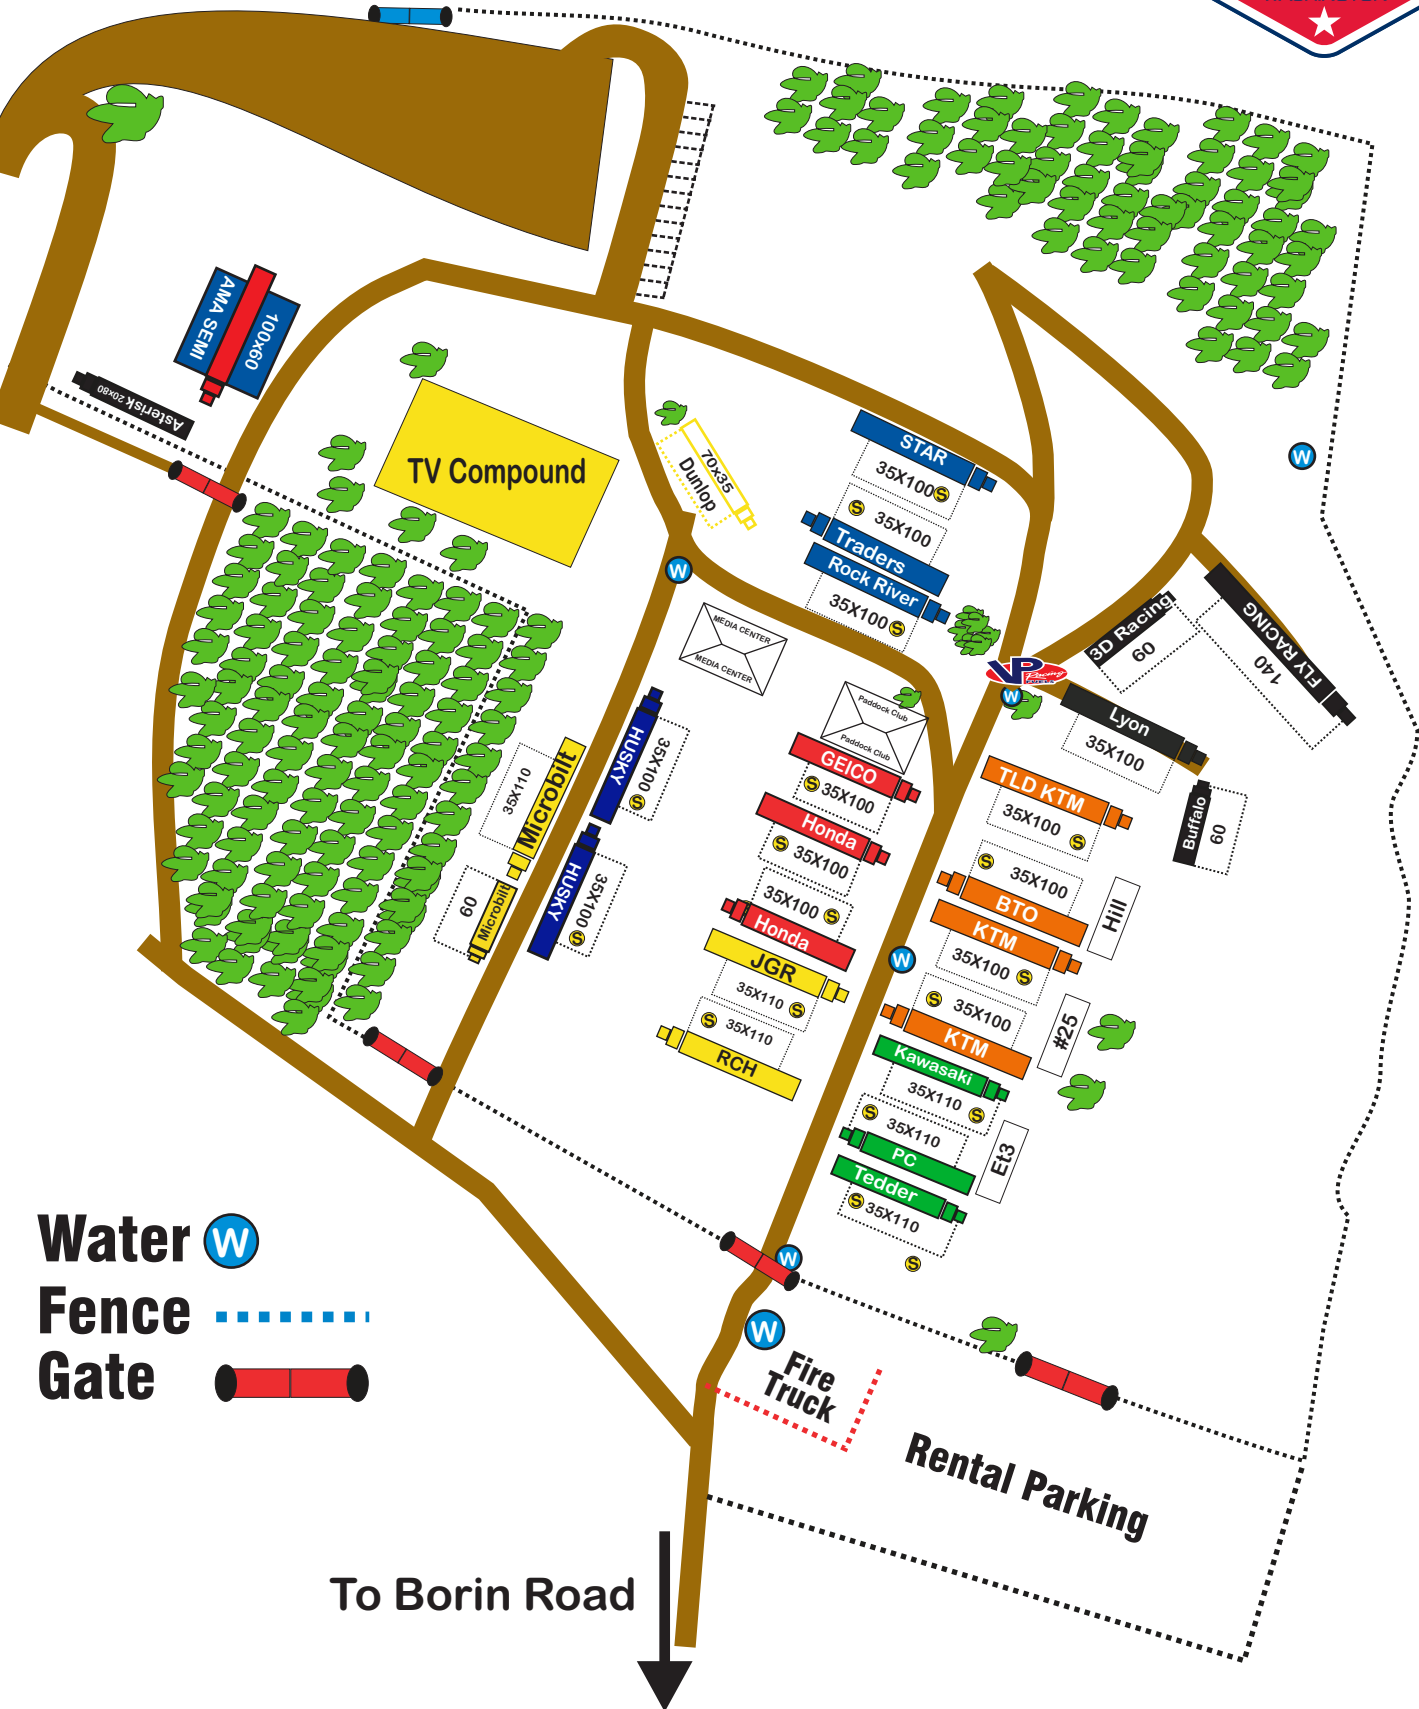 AMA SEMI
100x60
Asterisk 20x80
TV Compound
70x35
Dunlop
STAR
35X100
S
S
35X100
Traders
Rock River
35X100
S
W
W
MEDIA CENTER
MEDIA CENTER
3D Racing
60
FLY RACING
140
VP
Racing
W
Lyon
35X100
Paddock Club
Paddock Club
HUSKY
35X100
S
GEICO
S
35X100
TLD KTM
35X100
S
Buffalo
60
35X110
Microbilt
Honda
S
35X100
HUSKY
35X100
S
60
Microbilt
35X100
S
Honda
S
35X100
BTO
Hill
KTM
35X100
S
W
JGR
35X110
S
S
35X110
RCH
S
35X100
KTM
#25
Kawasaki
35X110
S
S
35X110
PC
Et3
Tedder
S
35X110
S
W
W
Water W
Fence
Gate
Fire
Truck
Rental Parking
To Borin Road